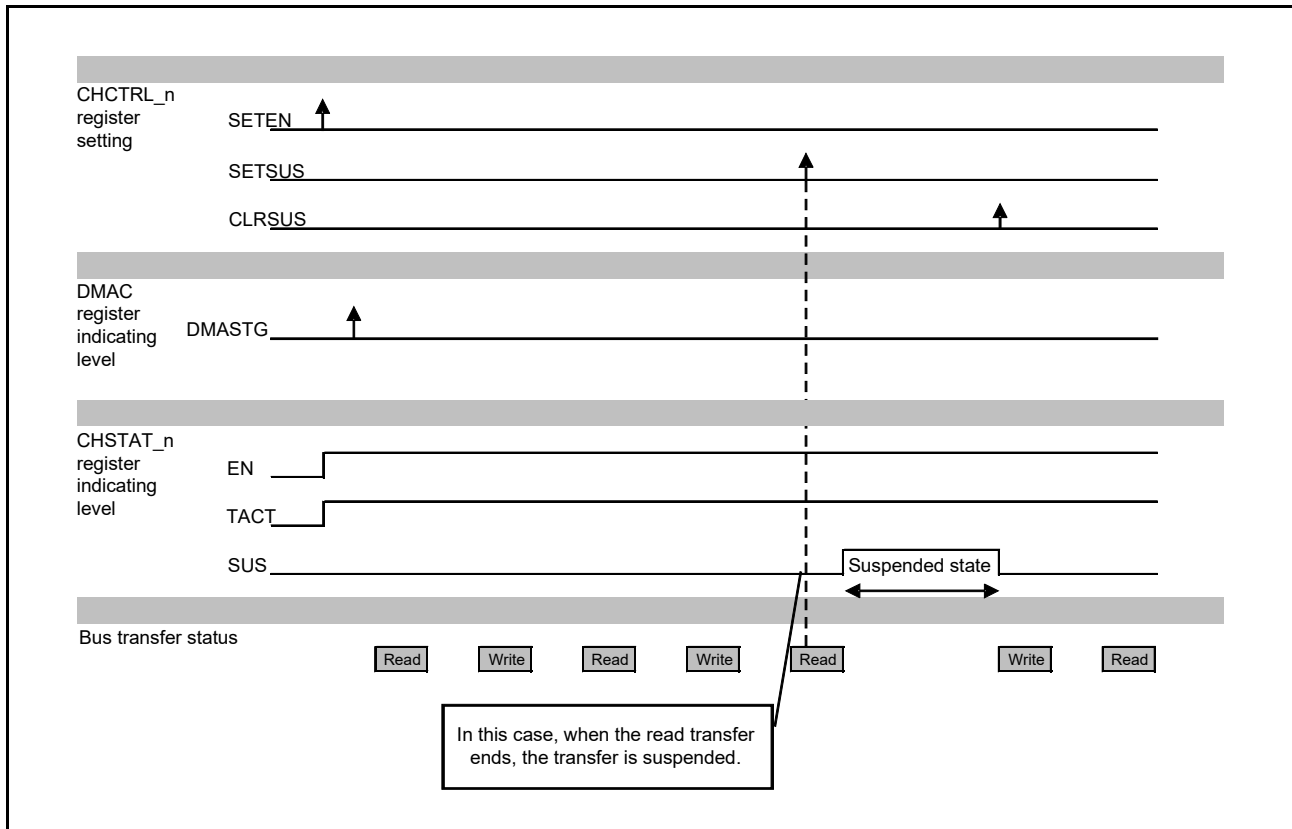 CHCTRL_n
register
setting
SETEN
SETSUS
CLRSUS
DMAC
register
indicating
level
DMASTG
CHSTAT_n
register
indicating
level
EN
TACT
SUS
Suspended state
Bus transfer status
Read Write Read Write Read Write Read
In this case, when the read transfer
ends, the transfer is suspended.